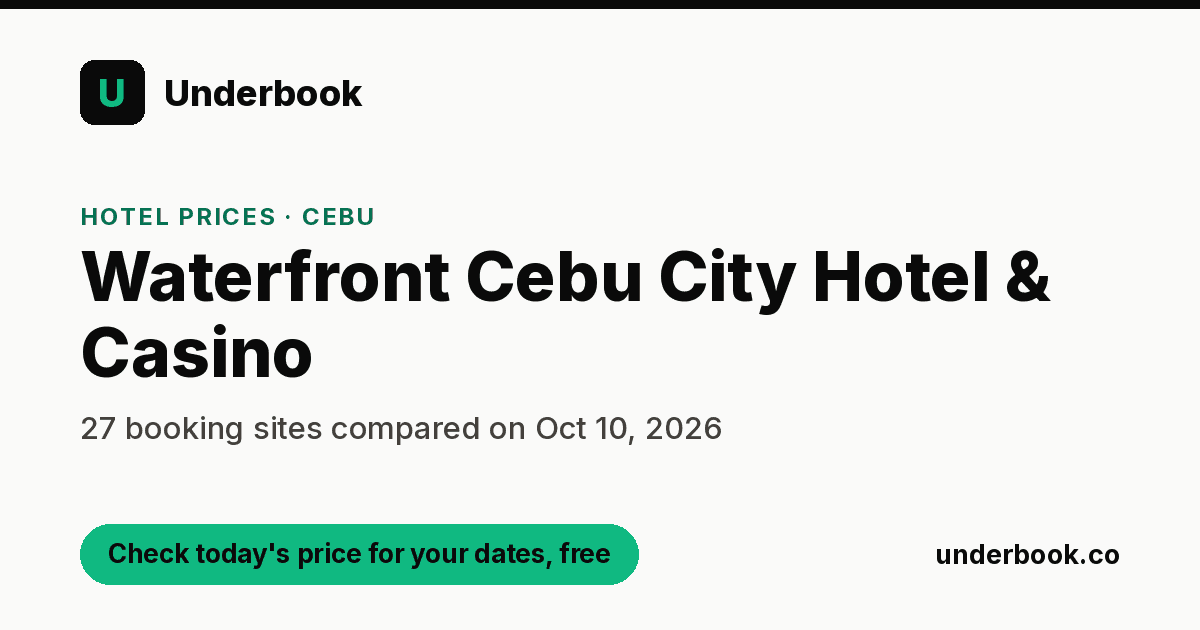 U Underbook
HOTEL PRICES · CEBU
Waterfront Cebu City Hotel &
Casino
27 booking sites compared on Oct 10, 2026
Check today's price for your dates, free
underbook.co